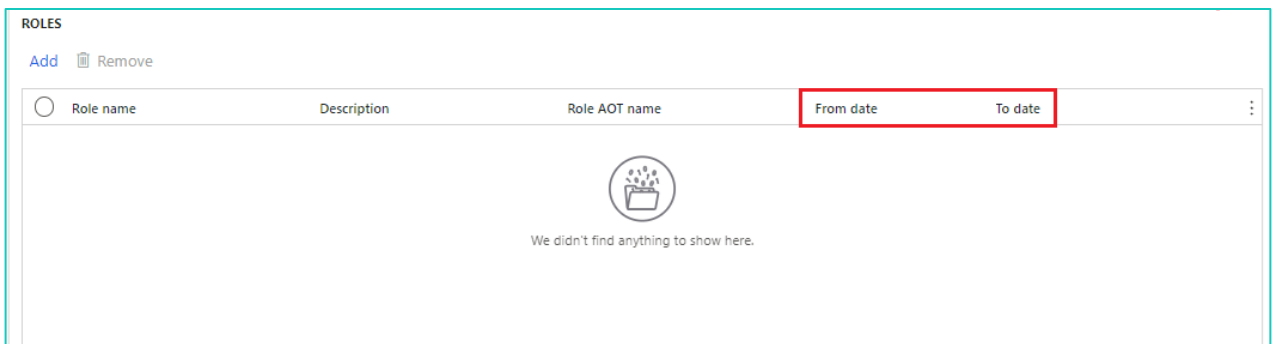 ROLES
Add Remove
Role name Description Role AOT name From date To date
We didn't find anything to show here.